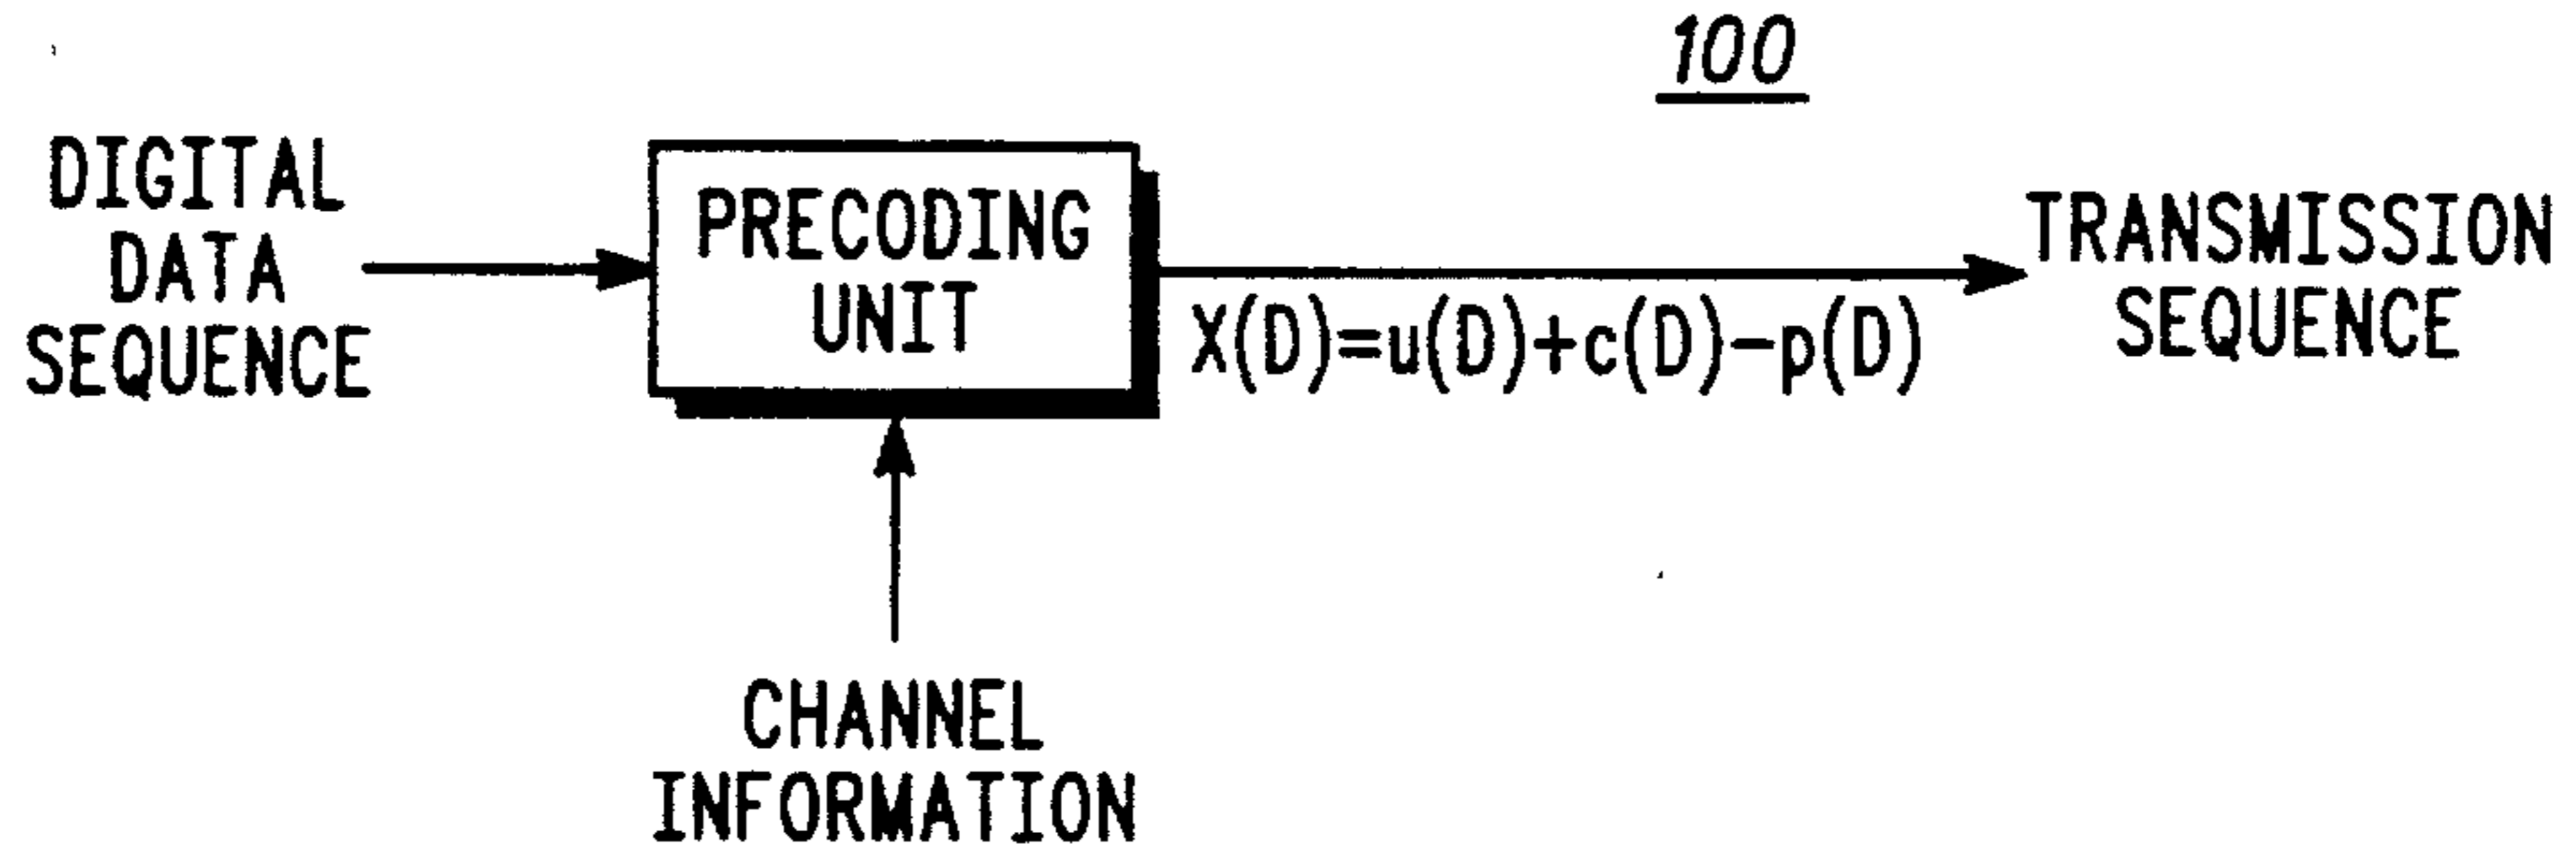 100
DIGITAL
DATA
SEQUENCE
PRECODING
UNIT
X(D)=u(D)+c(D)-p(D)
TRANSMISSION
SEQUENCE
CHANNEL
INFORMATION